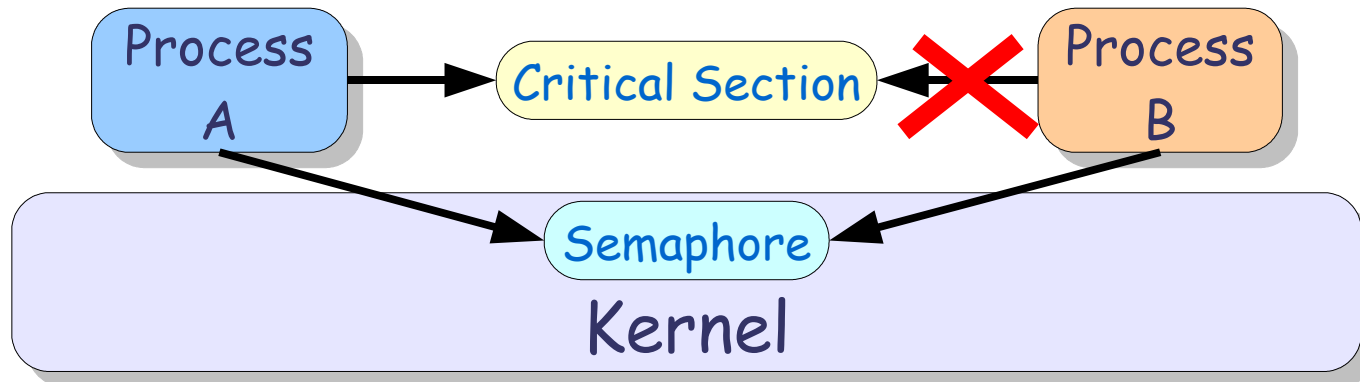 Process
A
Critical Section
Process
B
Semaphore
Kernel